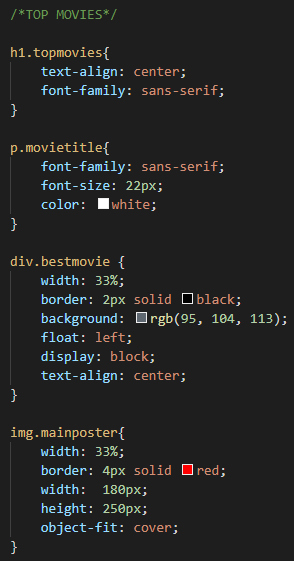 /*TOP MOVIES*/

h1.topmovies{
    text-align: center;
    font-family: sans-serif;
}

p.movietitle{
    font-family: sans-serif;
    font-size: 22px;
    color: white;
}

div.bestmovie {
    width: 33%;
    border: 2px solid black;
    background: rgb(95, 104, 113);
    float: left;
    display: block;
    text-align: center;
}

img.mainposter{
    width: 33%;
    border: 4px solid red;
    width:  180px;
    height: 250px;
    object-fit: cover;
}